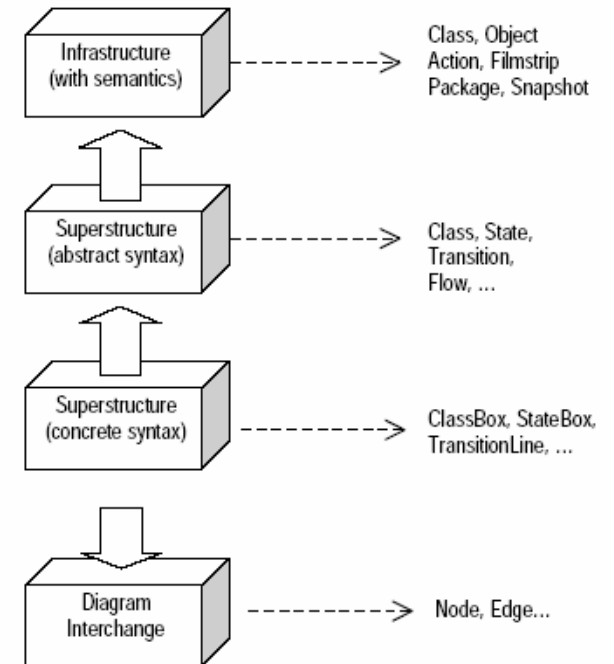 Infrastructure
(with semantics)
Class, Object
Action, Filmstrip
Package, Snapshot
Superstructure
(abstract syntax)
Class, State,
Transition,
Flow, ...
Superstructure
(concrete syntax)
ClassBox, StateBox,
TransitionLine, ...
Diagram
Interchange
Node, Edge...